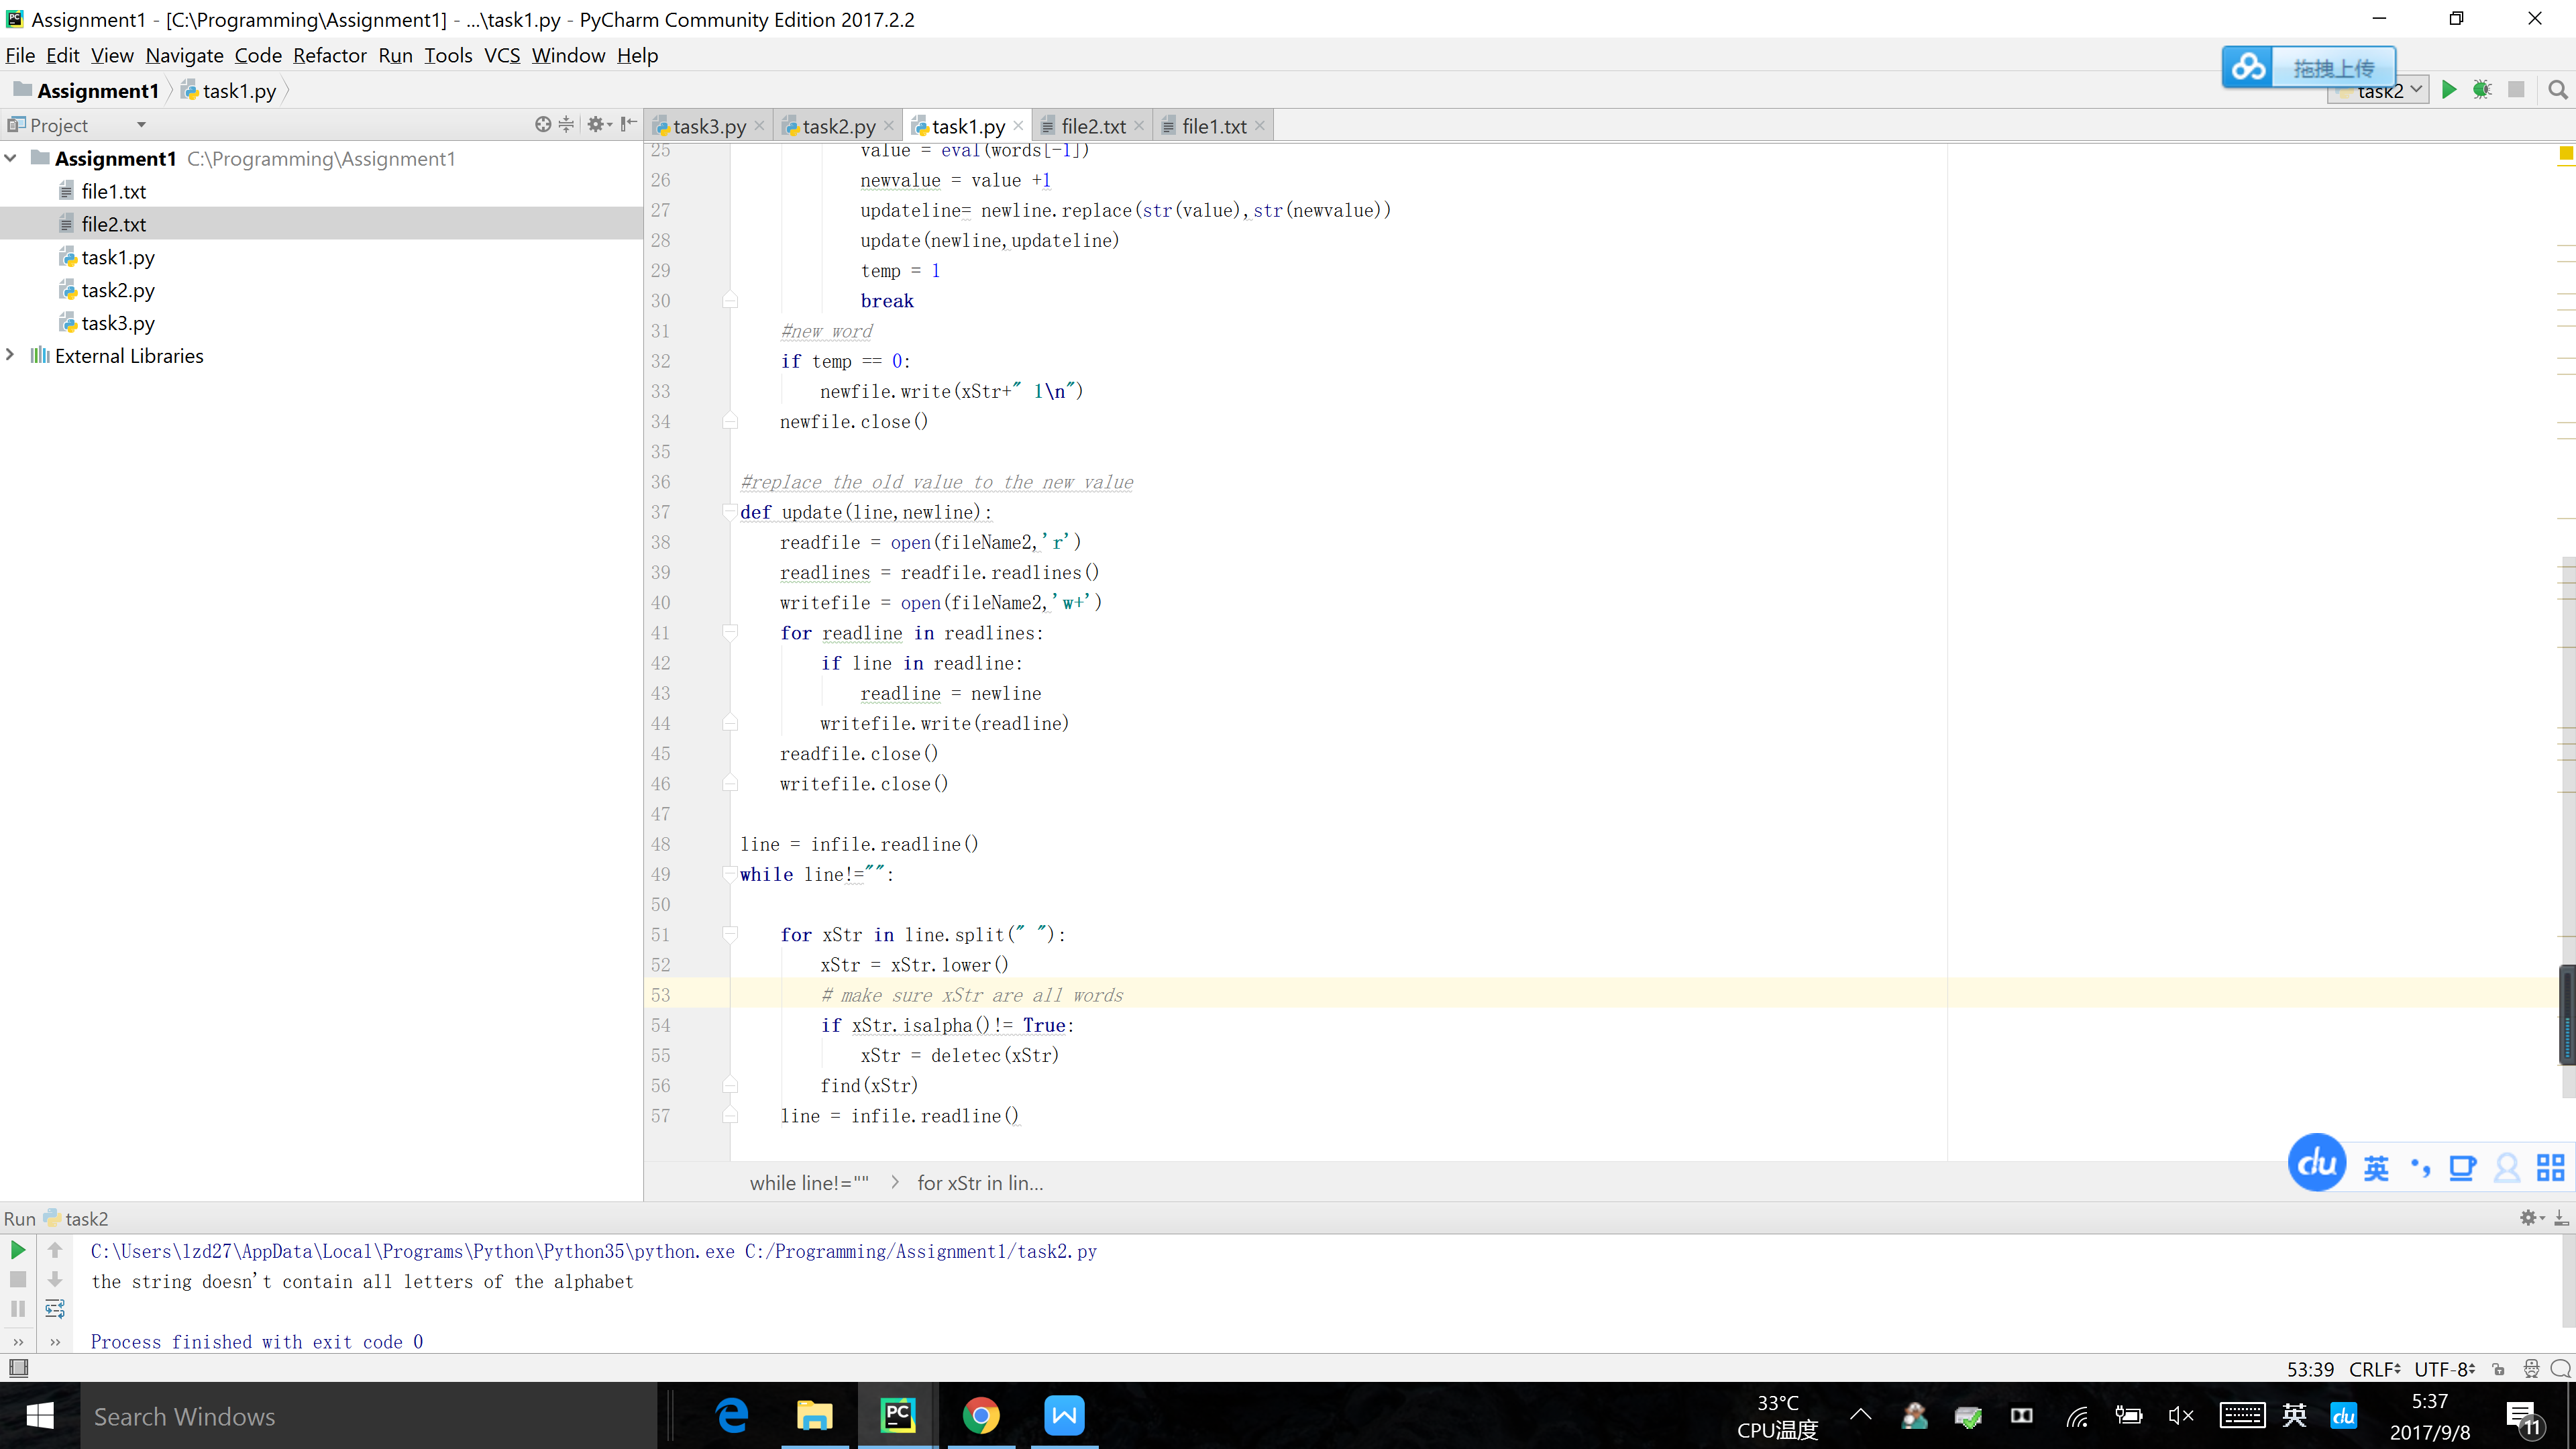 Assignment1 - [C:\Programming\Assignment1] - ...\task1.py - PyCharm Community Edition 2017.2.2
File Edit View Navigate Code Refactor Run Tools VCS Window Help
拖拽上传
Assignment1 task1.py
task2
Project
task3.py task2.py task1.py file2.txt file1.txt
Assignment1 C:\Programming\Assignment1
file1.txt
file2.txt
task1.py
task2.py
task3.py
External Libraries
25 value = eval(words[-1])
26 newvalue = value +1
27 updateline= newline.replace(str(value),str(newvalue))
28 update(newline,updateline)
29 temp = 1
30 break
31 #new word
32 if temp == 0:
33 newfile.write(xStr+" 1\n")
34 newfile.close()
35
36 #replace the old value to the new value
37 def update(line,newline):
38 readfile = open(fileName2,'r')
39 readlines = readfile.readlines()
40 writefile = open(fileName2,'w+')
41 for readline in readlines:
42 if line in readline:
43 readline = newline
44 writefile.write(readline)
45 readfile.close()
46 writefile.close()
47
48 line = infile.readline()
49 while line!="":
50
51 for xStr in line.split(" "):
52 xStr = xStr.lower()
53 # make sure xStr are all words
54 if xStr.isalpha()!= True:
55 xStr = deletec(xStr)
56 find(xStr)
57 line = infile.readline()
while line!="" for xStr in lin...
du 英
Run task2
C:\Users\lzd27\AppData\Local\Programs\Python\Python35\python.exe C:/Programming/Assignment1/task2.py
the string doesn't contain all letters of the alphabet
Process finished with exit code 0
53:39 CRLF UTF-8
Search Windows
PC
W
33°C
CPU温度
英
du
5:37
2017/9/8
11